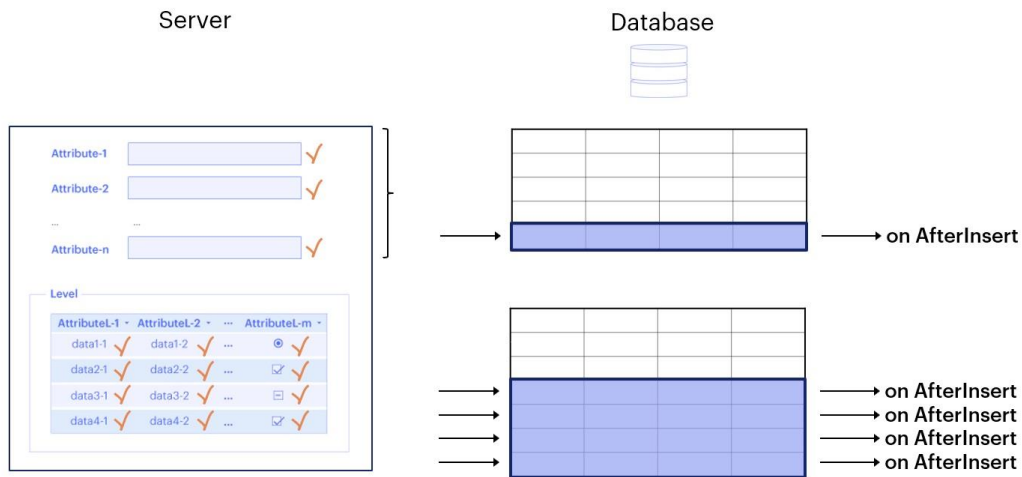 Server
Database
Attribute-1
Attribute-2
... ...
Attribute-n
on AfterInsert
Level
AttributeL-1 AttributeL-2 ... AttributeL-m
data1-1 data1-2 ...
data2-1 data2-2 ...
data3-1 data3-2 ...
data4-1 data4-2 ...
on AfterInsert
on AfterInsert
on AfterInsert
on AfterInsert